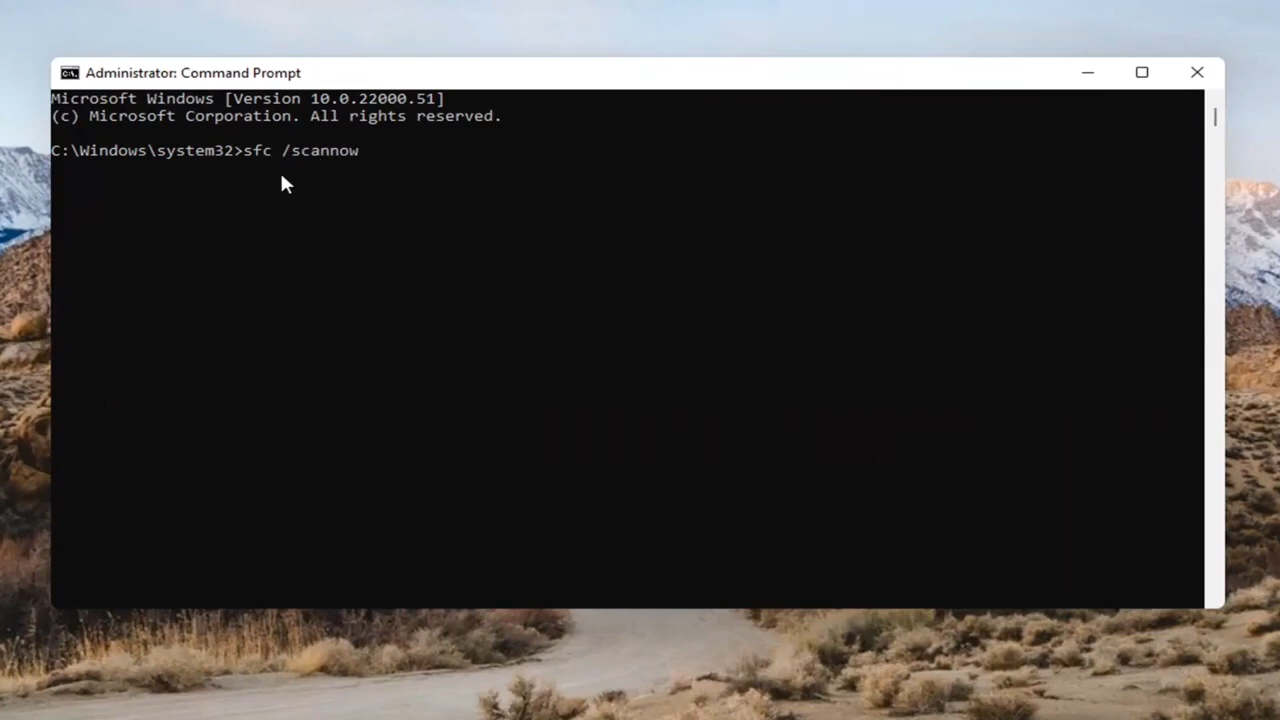 Administrator: Command Prompt
Microsoft Windows [Version 10.0.22000.51]
(c) Microsoft Corporation. All rights reserved.
C:\Windows\system32>sfc /scannow